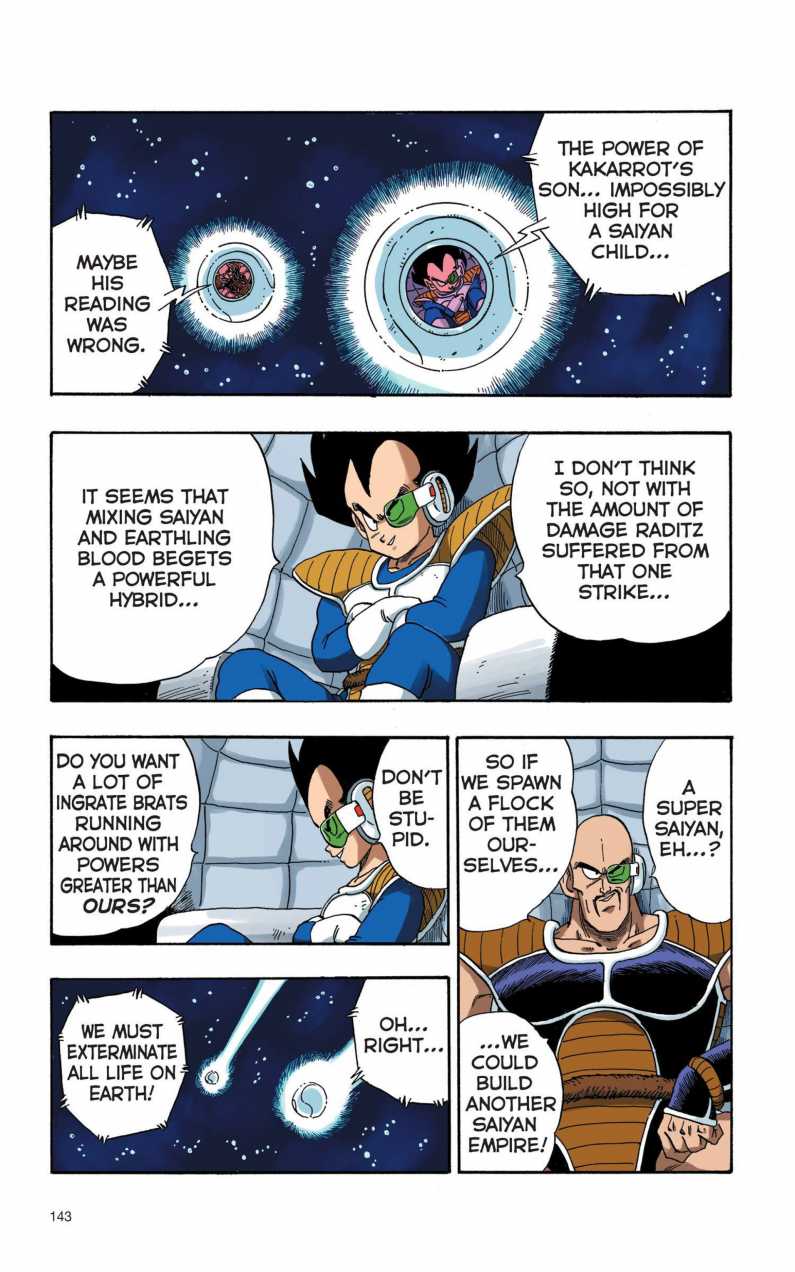 THE POWER OF
KAKARROT'S
SON... IMPOSSIBLY
HIGH FOR
A SAIYAN
CHILD...
MAYBE
HIS
READING
WAS
WRONG.
I DON'T THINK
SO, NOT WITH
THE AMOUNT OF
DAMAGE RADITZ
SUFFERED FROM
THAT ONE
STRIKE...
IT SEEMS THAT
MIXING SAIYAN
AND EARTHLING
BLOOD BEGETS
A POWERFUL
HYBRID...
A
SUPER
SAIYAN,
EH...?
SO IF
WE SPAWN
A FLOCK
OF THEM
OUR-
SELVES...
...WE
COULD
BUILD
ANOTHER
SAIYAN
EMPIRE!
DON'T
BE
STU-
PID.
DO YOU WANT
A LOT OF
INGRATE BRATS
RUNNING
AROUND WITH
POWERS
GREATER THAN
OURS?
OH...
RIGHT...
WE MUST
EXTERMINATE
ALL LIFE ON
EARTH!
143